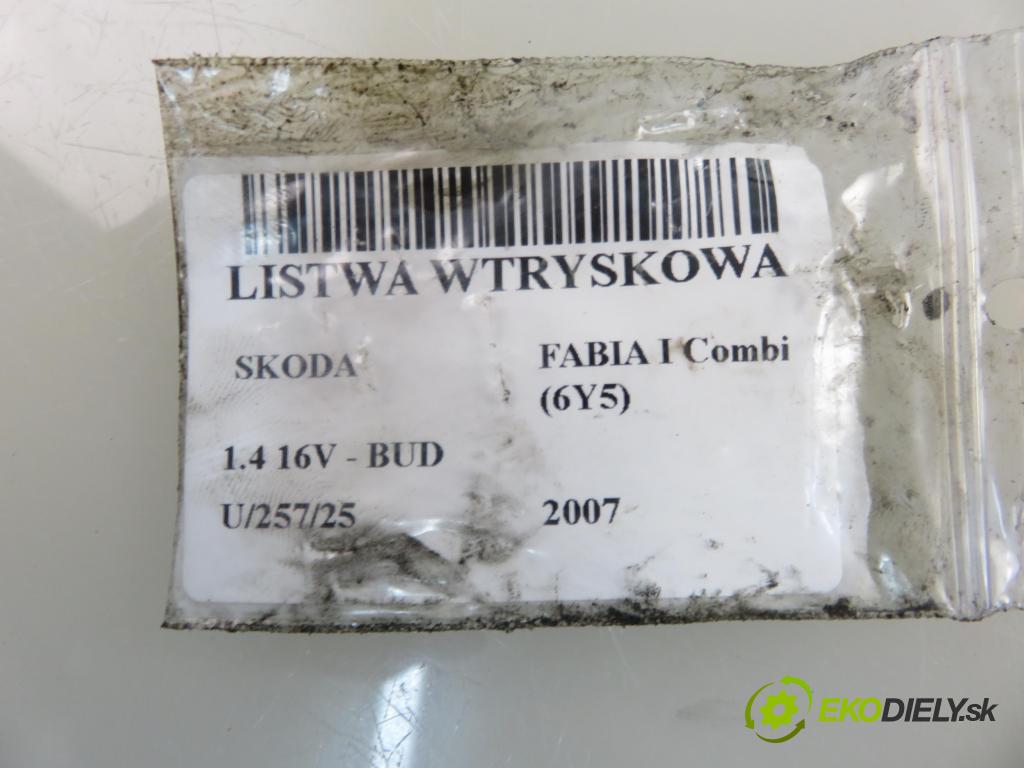 LISTWA WTRYSKOWA
SKODA
FABIA I Combi
(6Y5)
1.4 16V - BUD
U/257/25
2007
EKODIELY.sk